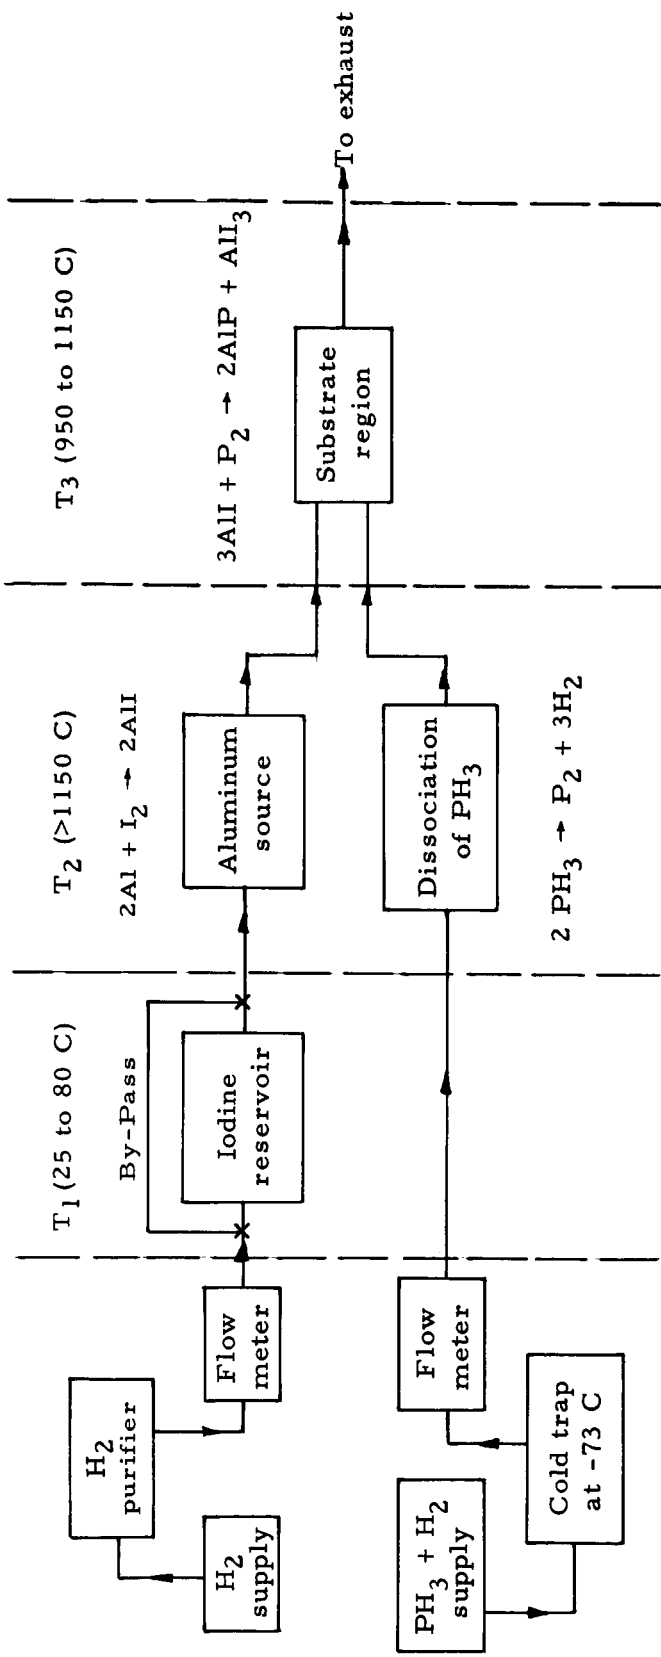 T1 (25 to 80 C)
T2 (>1150 C)
T3 (950 to 1150 C)
2Al + I2 → 2AlI
3AlI + P2 → 2AlP + AlI3
By-Pass
H2
supply
H2
purifier
Flow
meter
Iodine
reservoir
Aluminum
source
Substrate
region
To exhaust
PH3 + H2
supply
Cold trap
at -73 C
Flow
meter
Dissociation
of PH3
2 PH3 → P2 + 3H2